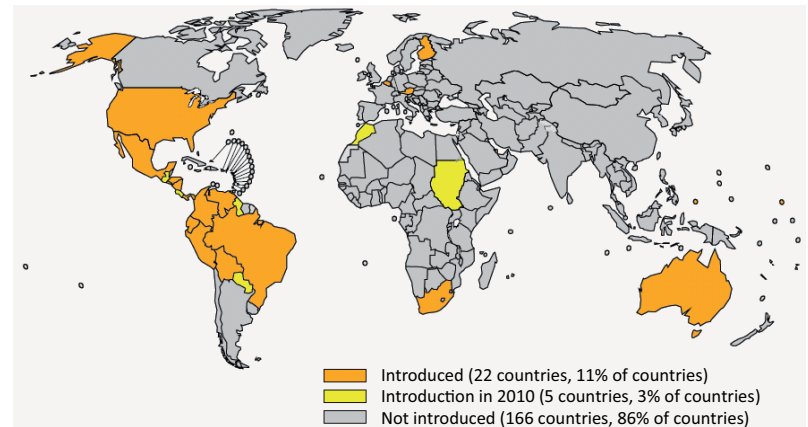 Introduced (22 countries, 11% of countries)
Introduction in 2010 (5 countries, 3% of countries)
Not introduced (166 countries, 86% of countries)